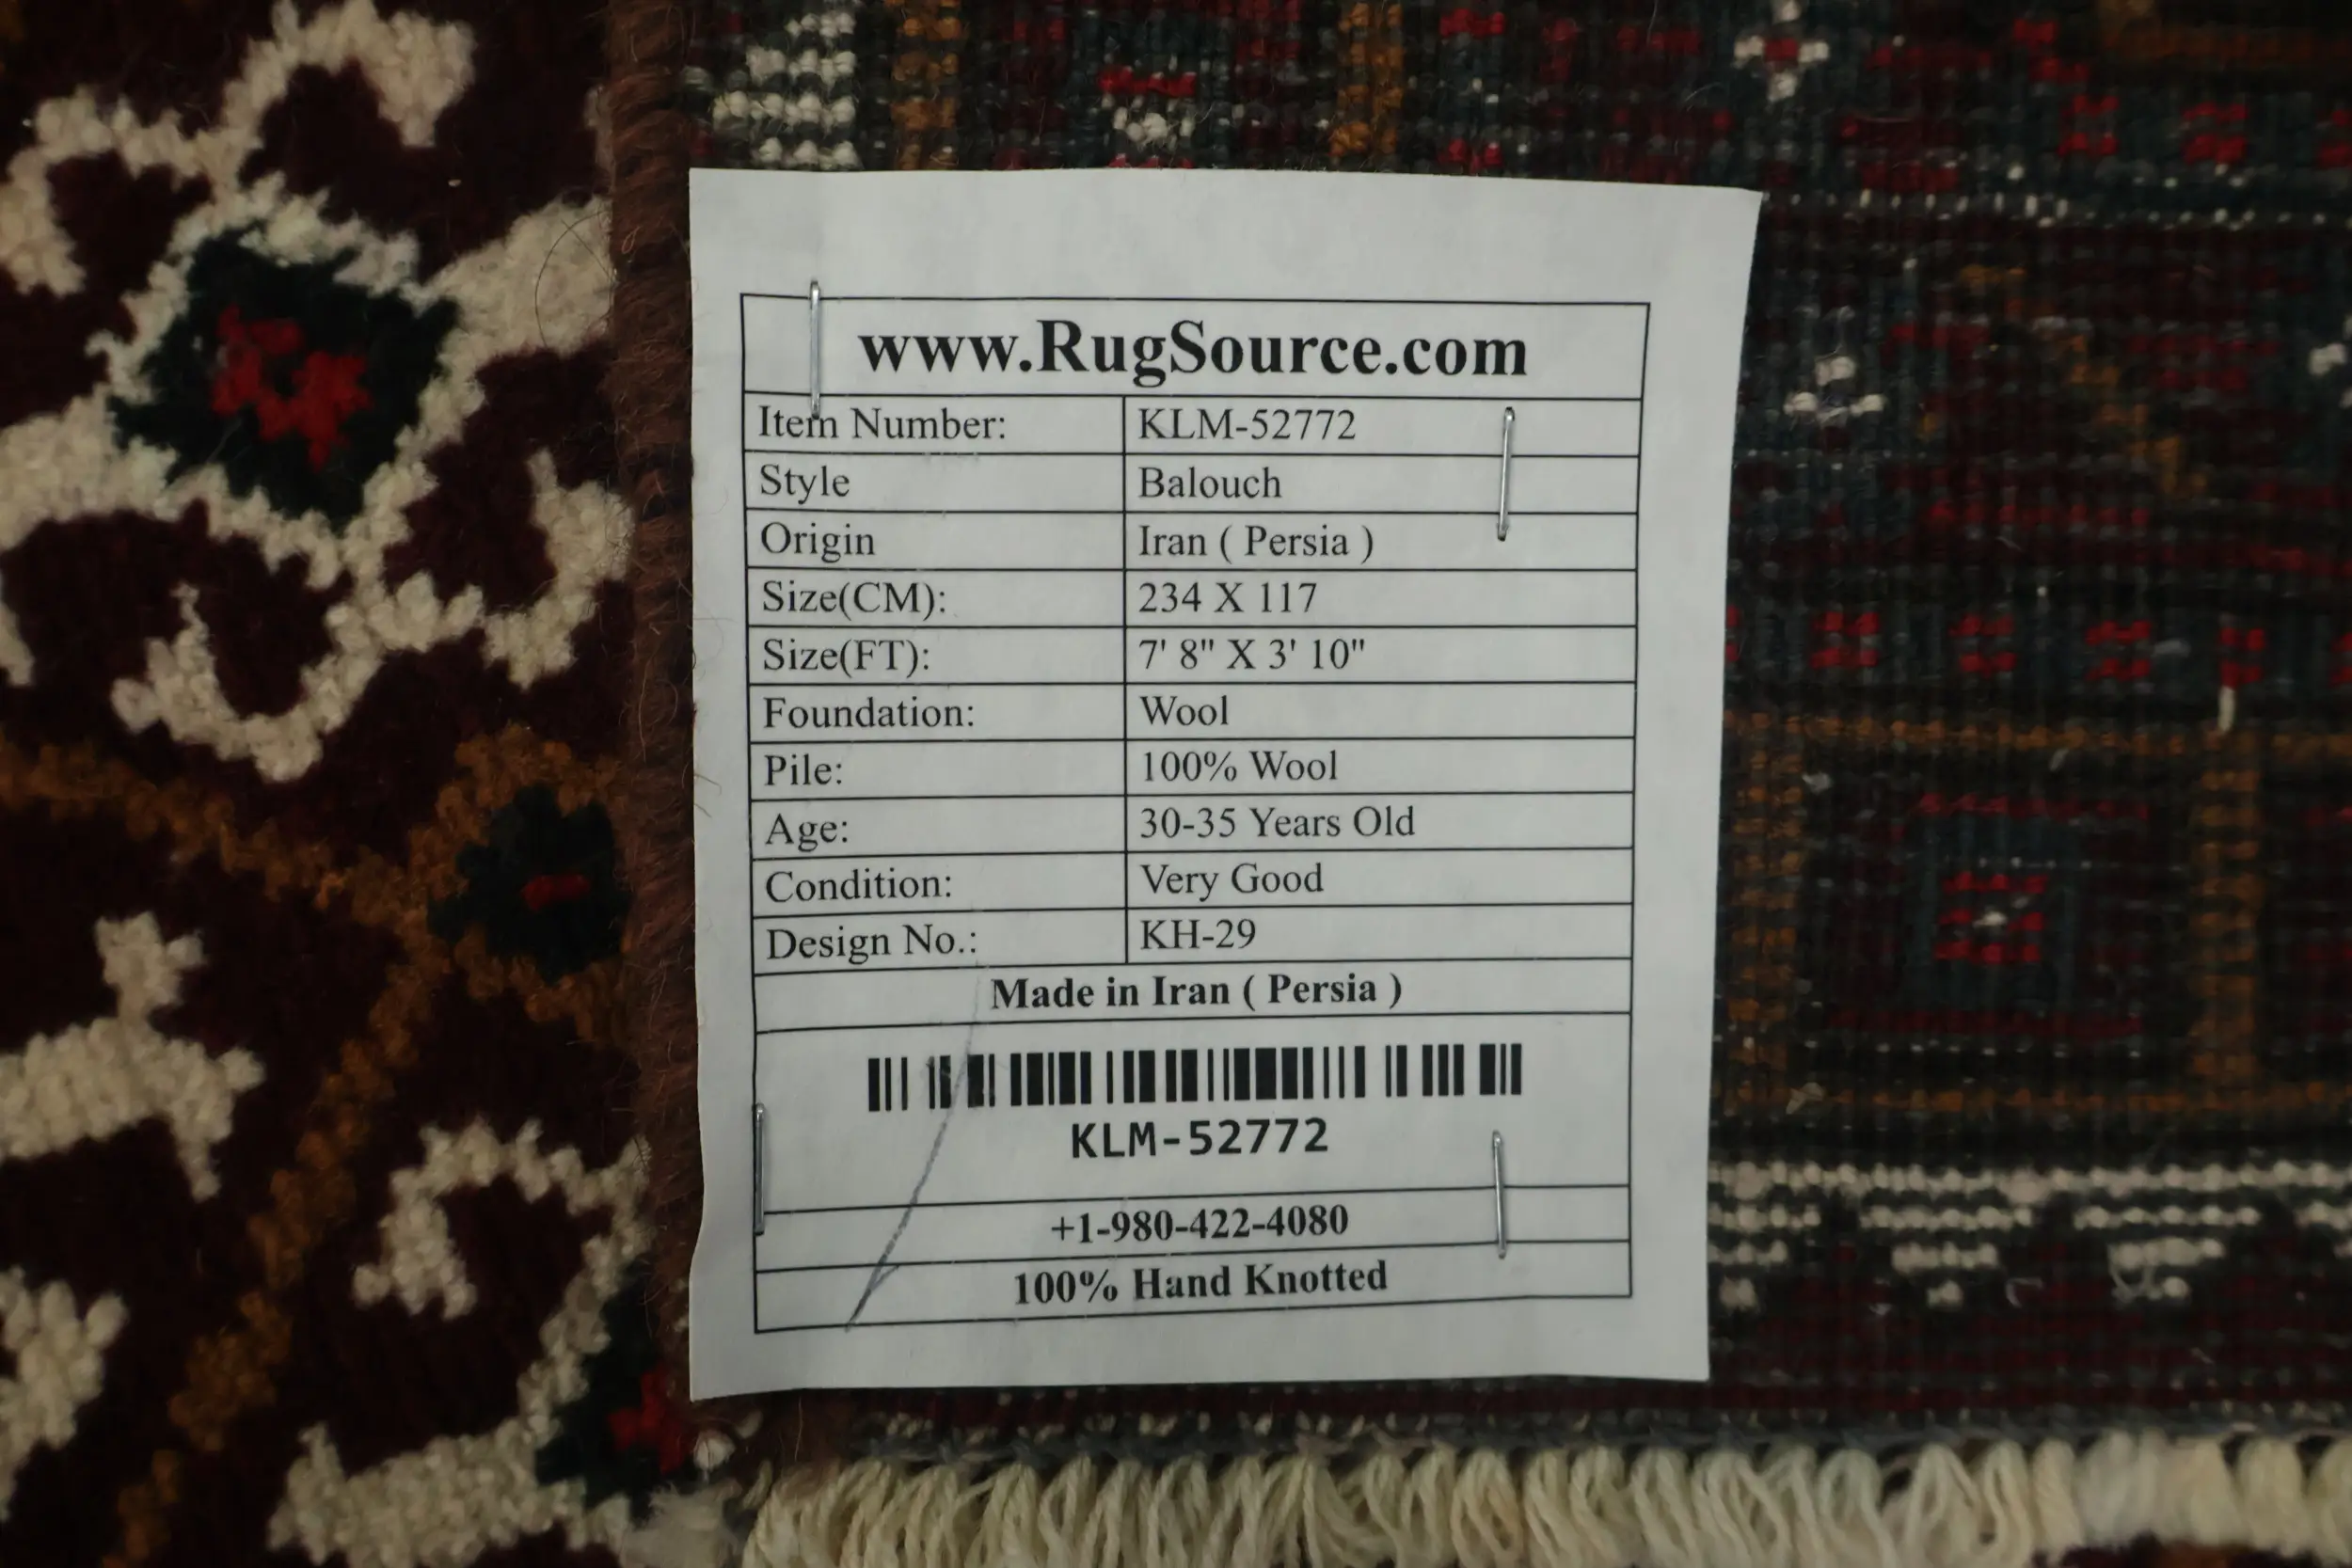 www.RugSource.com
Item Number: KLM-52772
Style Balouch
Origin Iran ( Persia )
Size(CM): 234 X 117
Size(FT): 7' 8" X 3' 10"
Foundation: Wool
Pile: 100% Wool
Age: 30-35 Years Old
Condition: Very Good
Design No.: KH-29
Made in Iran ( Persia )
KLM-52772
+1-980-422-4080
100% Hand Knotted